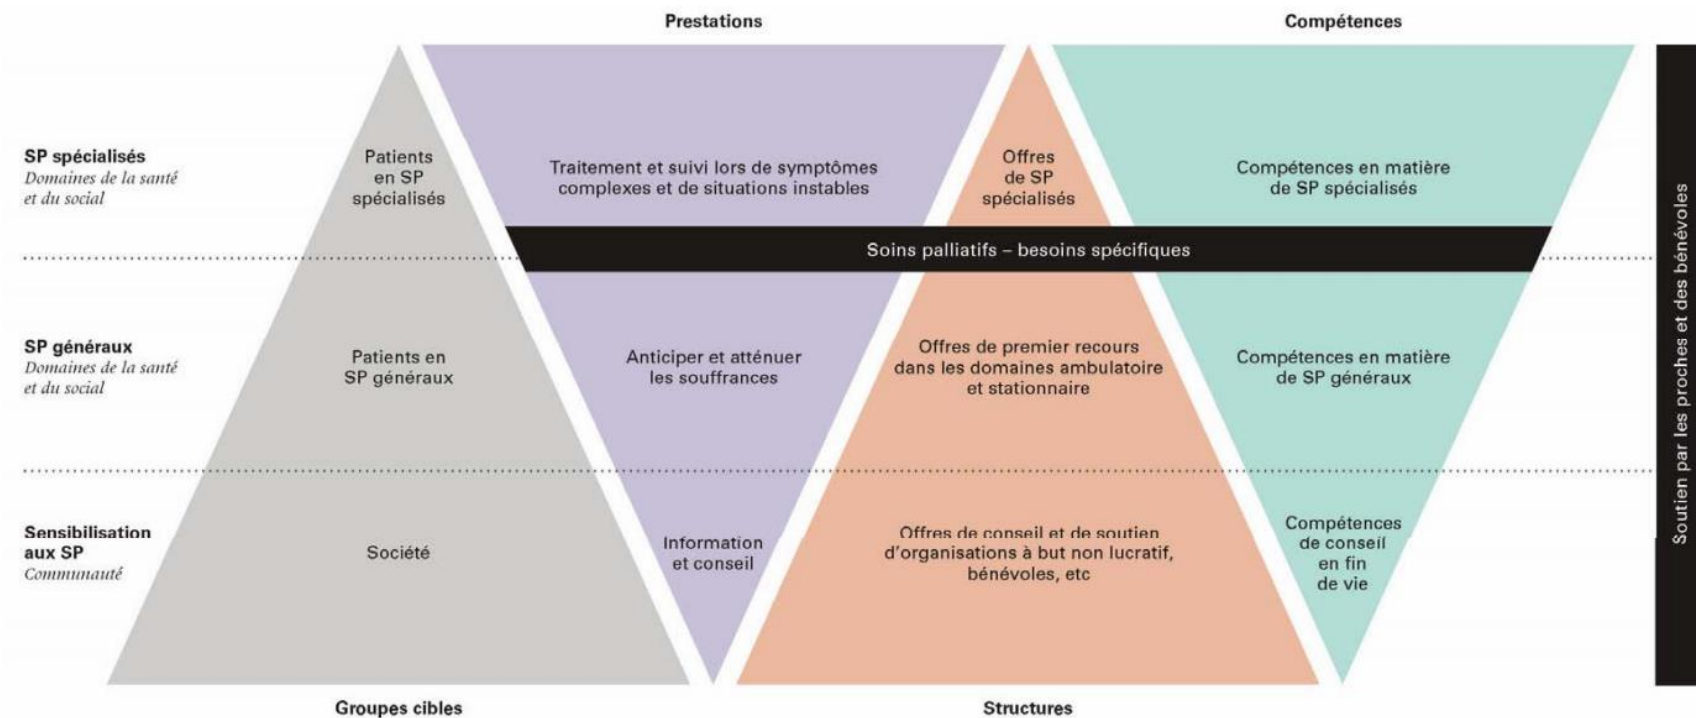 Prestations
Compétences
SP spécialisés
Domaines de la santé
et du social
Patients
en SP
spécialisés
Traitement et suivi lors de symptômes
complexes et de situations instables
Offres
de SP
spécialisés
Compétences en matière
de SP spécialisés
Soins palliatifs – besoins spécifiques
SP généraux
Domaines de la santé
et du social
Patients en
SP généraux
Anticiper et atténuer
les souffrances
Offres de premier recours
dans les domaines ambulatoire
et stationnaire
Compétences en matière
de SP généraux
Sensibilisation
aux SP
Communauté
Société
Information
et conseil
Offres de conseil et de soutien
d'organisations à but non lucratif,
bénévoles, etc
Compétences
de conseil
en fin
de vie
Soutien par les proches et des bénévoles
Groupes cibles
Structures